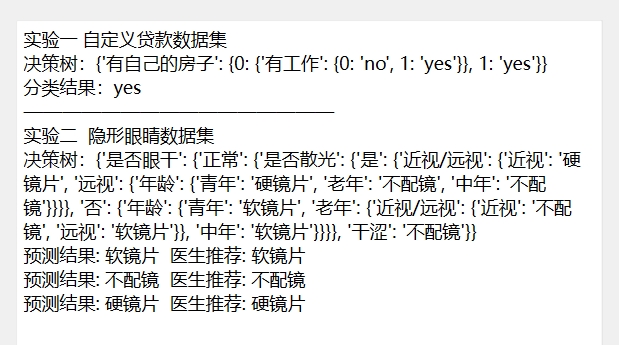 实验一 自定义贷款数据集
决策树：{'有自己的房子': {0: {'有工作': {0: 'no', 1: 'yes'}}, 1: 'yes'}}
分类结果：yes
————————————————————
实验二  隐形眼睛数据集
决策树：{'是否眼干': {'正常': {'是否散光': {'是': {'近视/远视': {'近视': '硬
镜片', '远视': {'年龄': {'青年': '硬镜片', '老年': '不配镜', '中年': '不配
镜'}}}}, '否': {'年龄': {'青年': '软镜片', '老年': {'近视/远视': {'近视': '不配
镜', '远视': '软镜片'}}, '中年': '软镜片'}}}}, '干涩': '不配镜'}}
预测结果: 软镜片  医生推荐: 软镜片
预测结果: 不配镜  医生推荐: 不配镜
预测结果: 硬镜片  医生推荐: 硬镜片